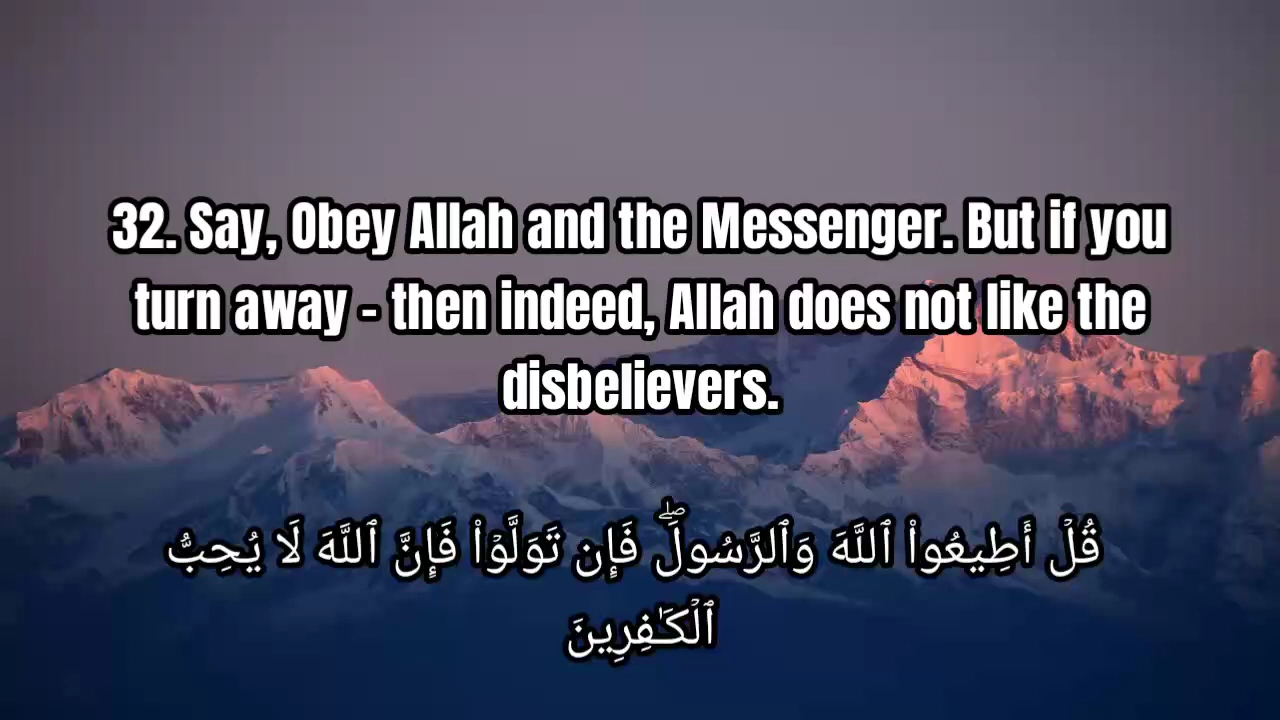 32. Say, Obey Allah and the Messenger. But if you
turn away - then indeed, Allah does not like the
disbelievers.
قُلۡ أَطِيعُواْ ٱللَّهَ وَٱلرَّسُولَۖ فَإِن تَوَلَّوۡاْ فَإِنَّ ٱللَّهَ لَا يُحِبُّ
ٱلۡكَٰفِرِينَ